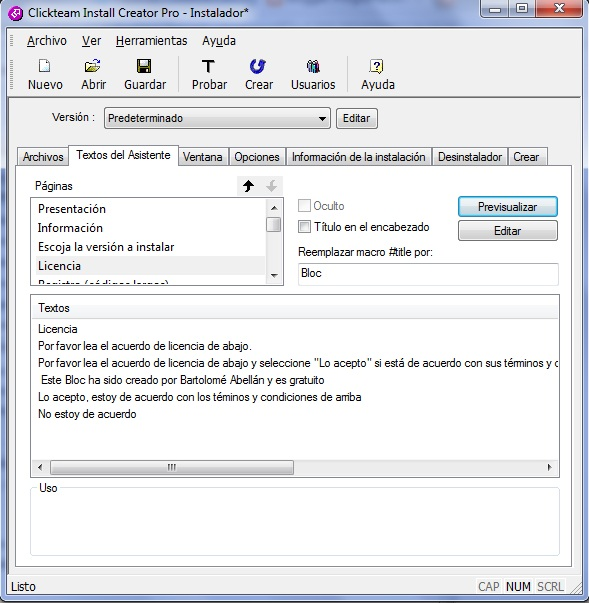 Clickteam Install Creator Pro - Instalador*
Archivo Ver Herramientas Ayuda
Nuevo Abrir Guardar Probar Crear Usuarios Ayuda
Versión : Predeterminado Editar
Archivos Textos del Asistente Ventana Opciones Información de la instalación Desinstalador Crear
Páginas
Presentación
Información
Escoja la versión a instalar
Licencia
Registro (códigos largos)
Oculto
Título en el encabezado
Previsualizar
Editar
Reemplazar macro #title por:
Bloc
Textos
Licencia
Por favor lea el acuerdo de licencia de abajo.
Por favor lea el acuerdo de licencia de abajo y seleccione "Lo acepto" si está de acuerdo con sus términos y c
Este Bloc ha sido creado por Bartolomé Abellán y es gratuito
Lo acepto, estoy de acuerdo con los téminos y condiciones de arriba
No estoy de acuerdo
Uso
Listo CAP NUM SCRL